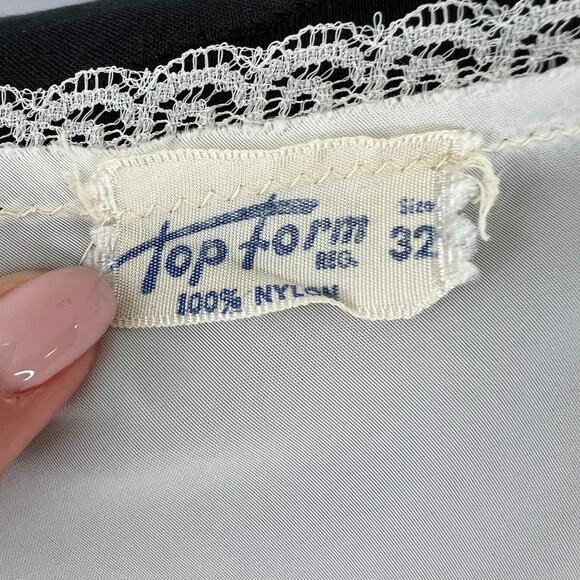 Top form
REG.
Size
32
100% NYLON